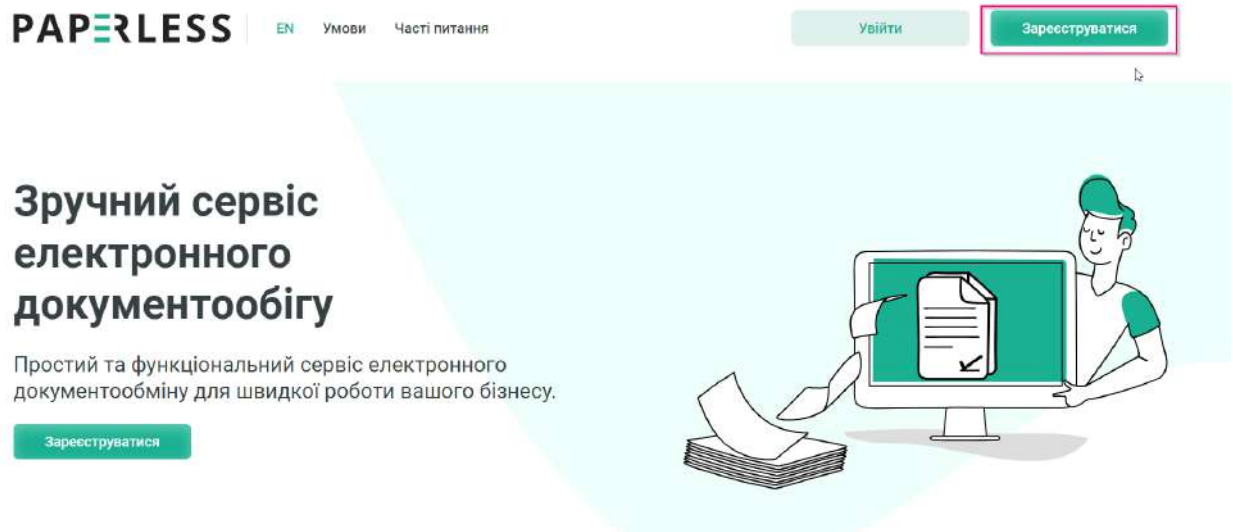 PAPERLESS
EN Умови Часті питання
Увійти
Зареєструватися
Зручний сервіс
електронного
документообігу
Простий та функціональний сервіс електронного
документообміну для швидкої роботи вашого бізнесу.
Зареєструватися